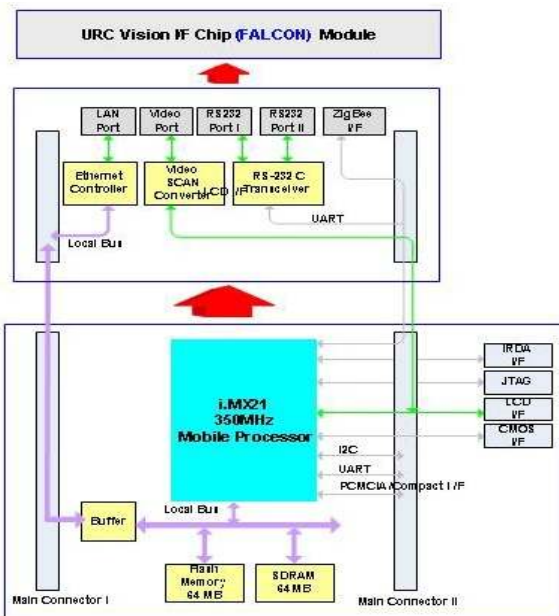 URC Vision I/F Chip (FALCON) Module
LAN
Port
Video
Port
RS232
Port I
RS232
Port II
ZigBee
I/F
Ethernet
Controller
Video
SCAN
Converter
LCD I/F
RS-232 C
Transceiver
UART
Local Bus
i.MX21
350MHz
Mobile Processor
IRDA
I/F
JTAG
LCD
I/F
CMOS
I/F
I2C
UART
PCMCIA/Compact I/F
Local Bus
Buffer
Flash
Memory
64 MB
SDRAM
64 MB
Main Connector I
Main Connector II